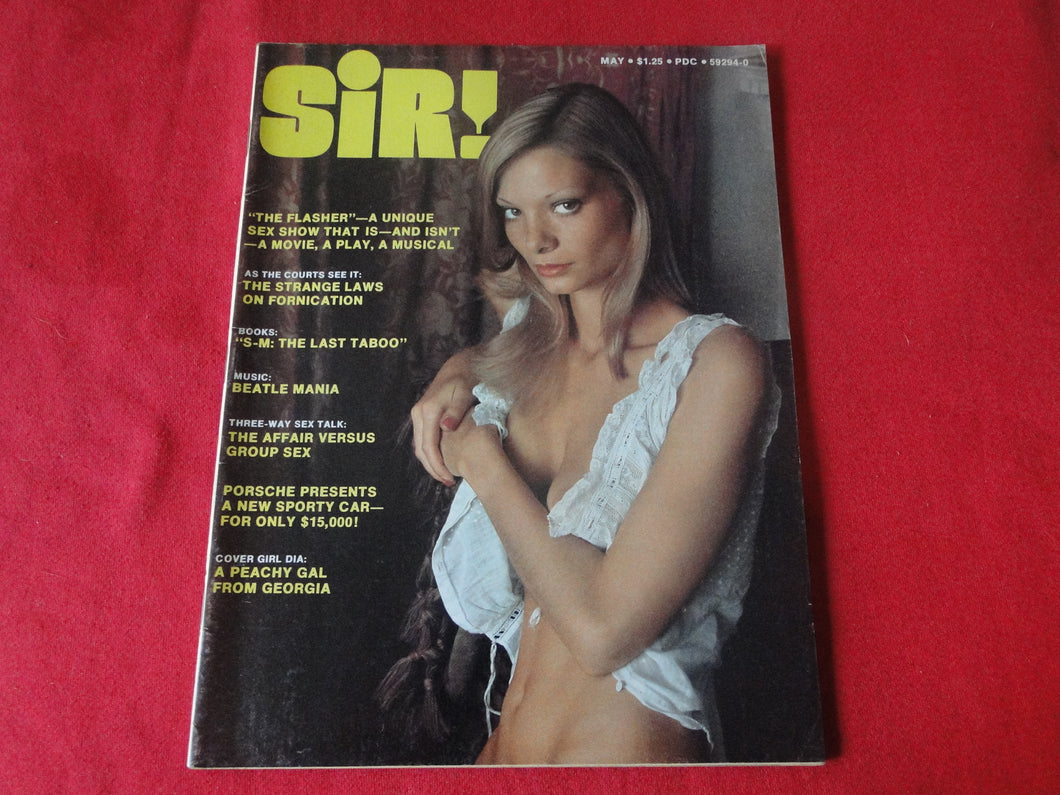 MAY • $1.25 • PDC • 59294-0
SiR!
"THE FLASHER"—A UNIQUE
SEX SHOW THAT IS—AND ISN'T
—A MOVIE, A PLAY, A MUSICAL
AS THE COURTS SEE IT:
THE STRANGE LAWS
ON FORNICATION
BOOKS:
"S-M: THE LAST TABOO"
MUSIC:
BEATLE MANIA
THREE-WAY SEX TALK:
THE AFFAIR VERSUS
GROUP SEX
PORSCHE PRESENTS
A NEW SPORTY CAR—
FOR ONLY $15,000!
COVER GIRL DIA:
A PEACHY GAL
FROM GEORGIA